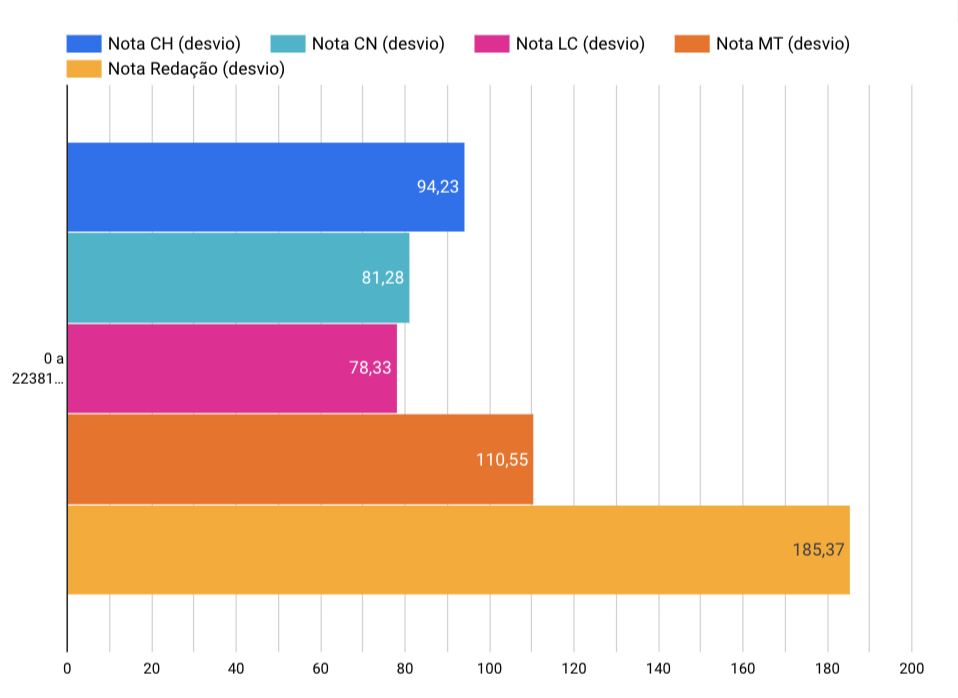 Nota CH (desvio) Nota CN (desvio) Nota LC (desvio) Nota MT (desvio)
Nota Redação (desvio)
94,23
81,28
78,33
0 a
22381...
110,55
185,37
0 20 40 60 80 100 120 140 160 180 200